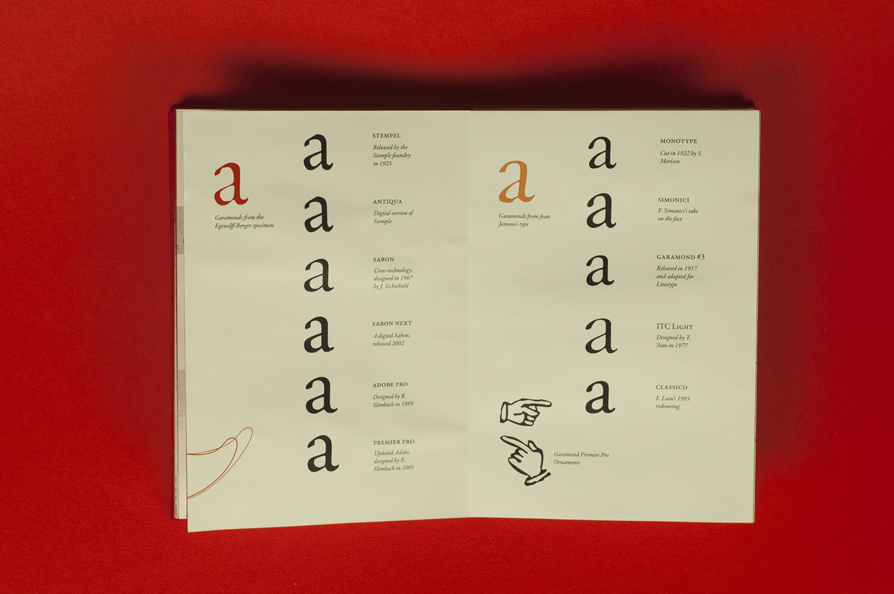 a
Garamonds from the
Egenolff-Berger specimen
a
STEMPEL
Released by the
Stemple foundry
in 1925
a
ANTIQUA
Digital version of
Stemple
a
SABON
Cross-technology,
designed in 1967
by J. Tschichold
a
SABON NEXT
A digital Sabon,
released 2002
a
ADOBE PRO
Designed by R.
Slimbach in 1989
a
PREMIER PRO
Updated Adobe,
designed by R.
Slimbach in 2005
a
Garamonds from Jean
Jannon's type
a
MONOTYPE
Cut in 1922 by S.
Morison
a
SIMONICI
F. Simonici's take
on the face
a
GARAMOND #3
Released in 1917
and adapted for
Linotype
a
ITC LIGHT
Designed by T.
Stan in 1977
a
CLASSICO
F. Luin's 1993
redrawing
Garamond Premier Pro
Ornaments